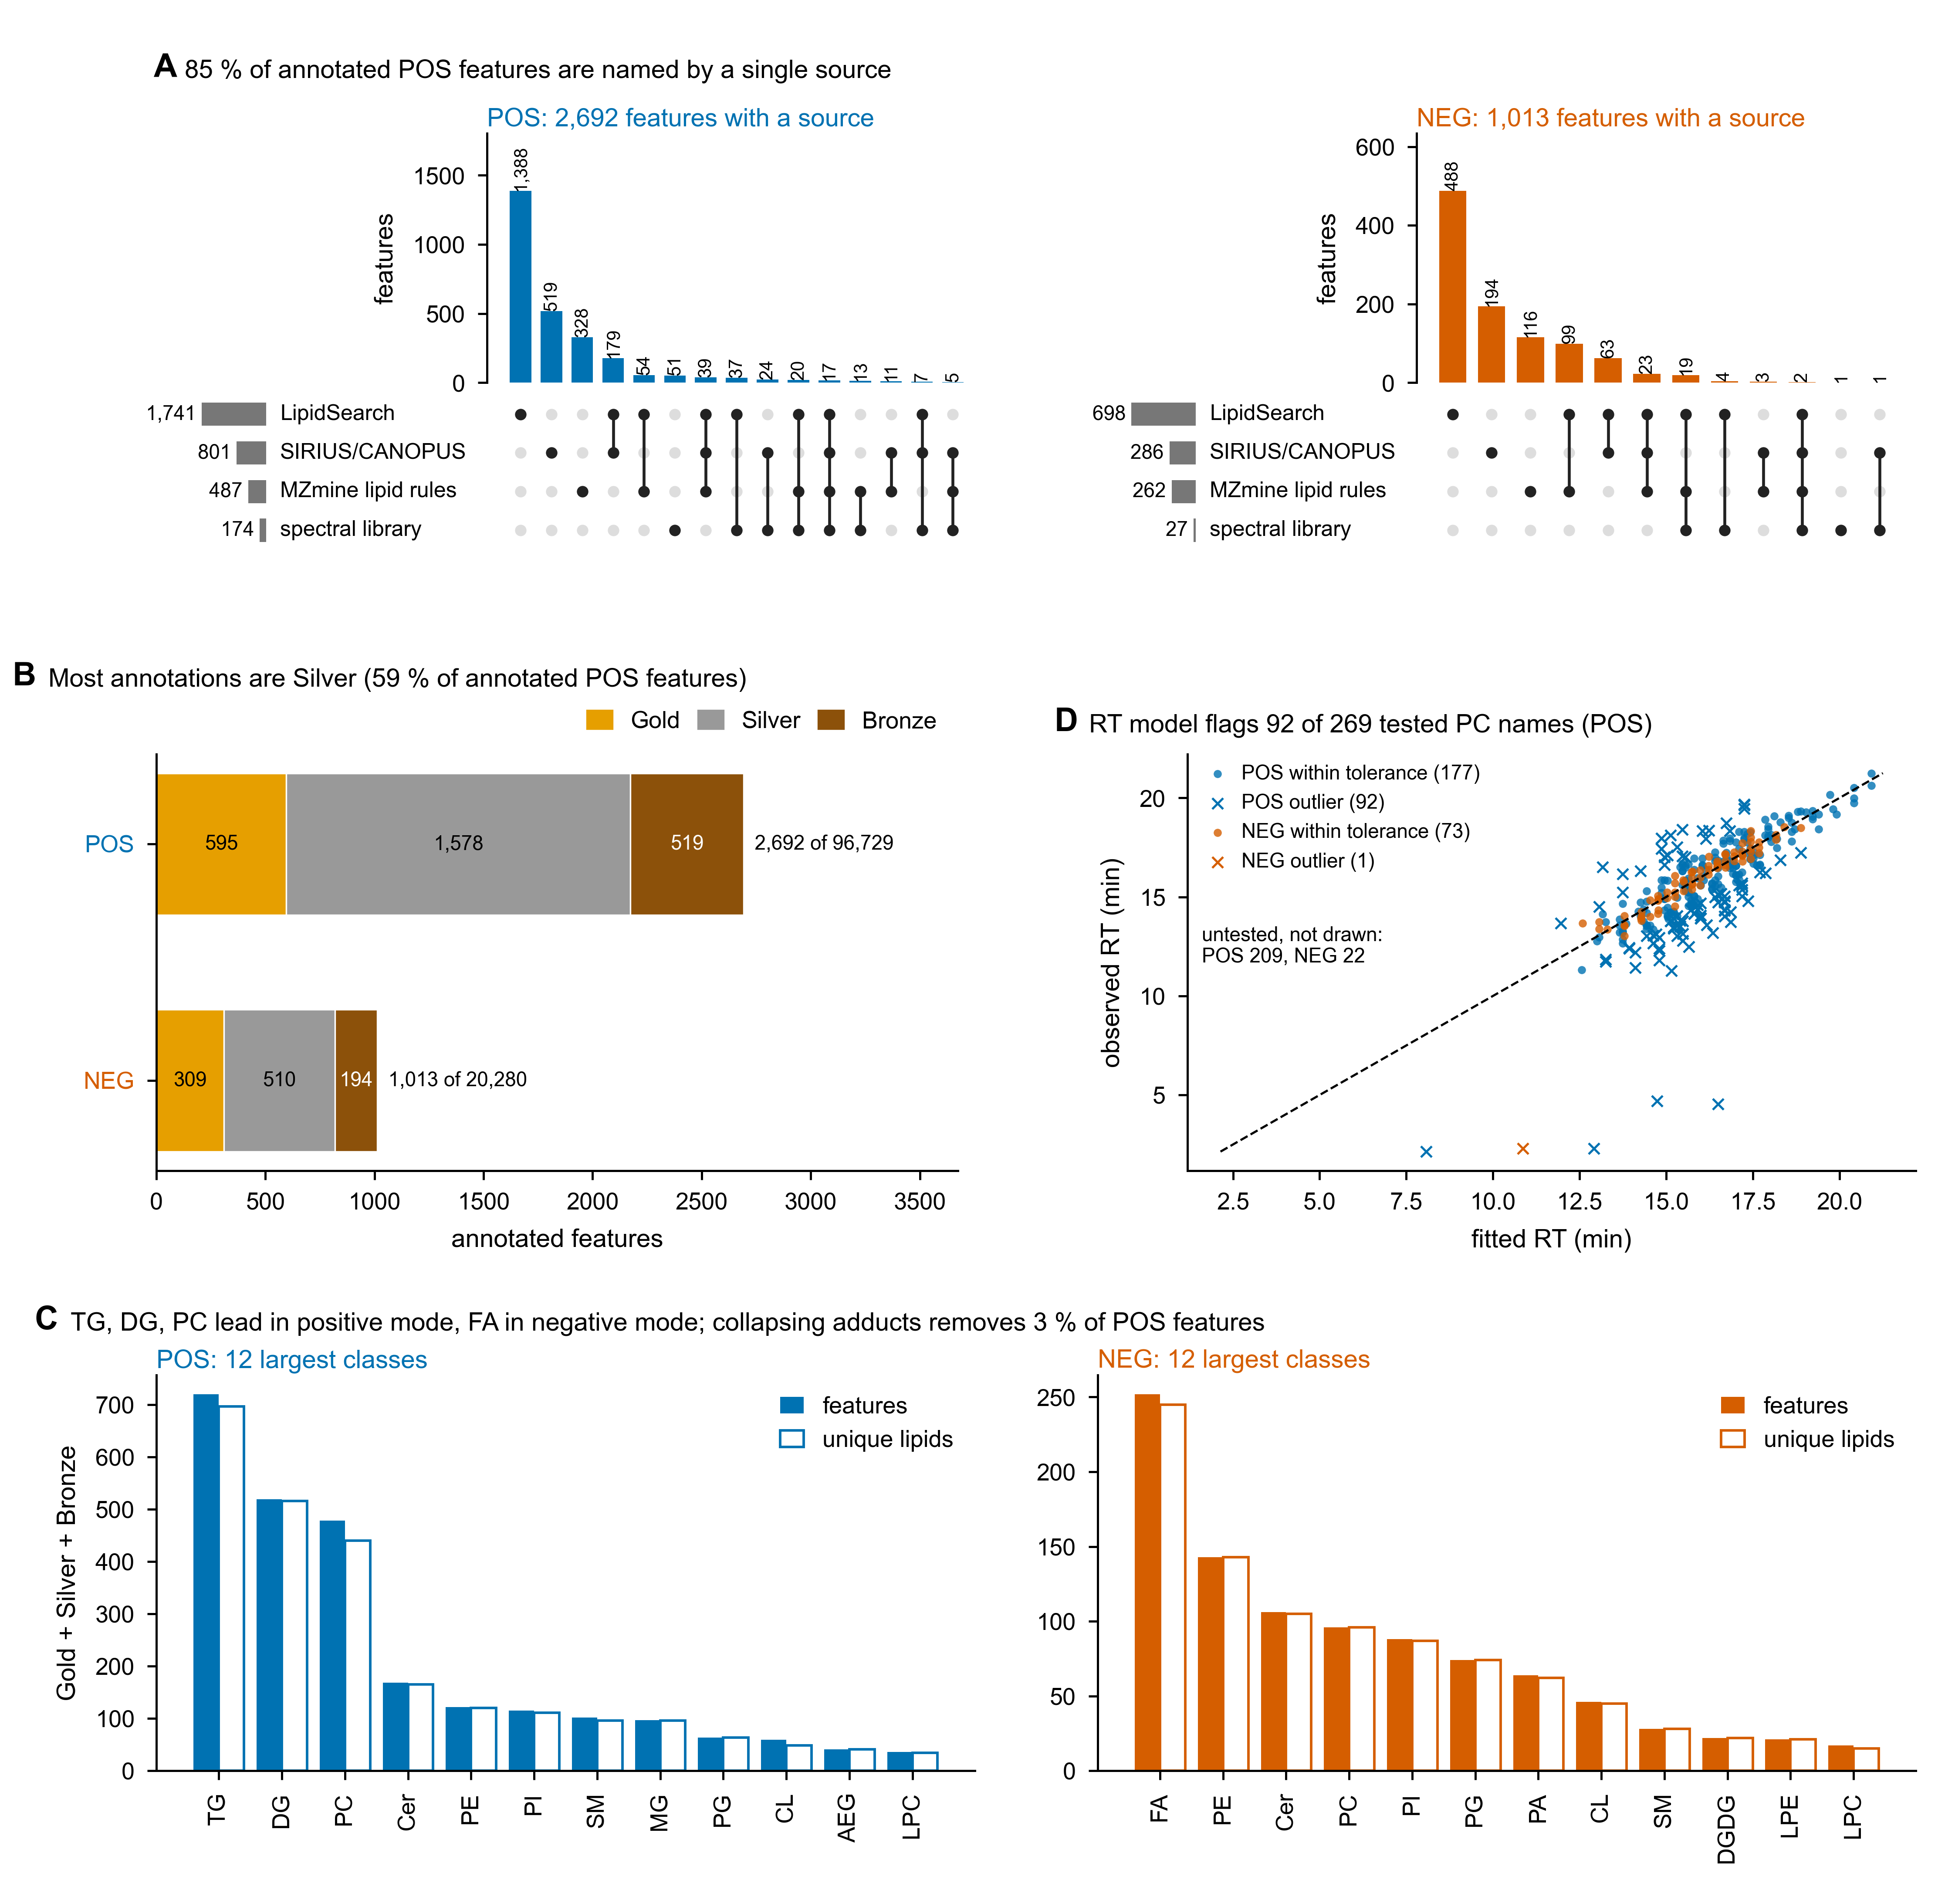 A 85 % of annotated POS features are named by a single source
POS: 2,692 features with a source
features
1500
1000
500
0
1,388
519
328
179
54
51
39
37
24
20
17
13
11
7
5
1,741 LipidSearch
801 SIRIUS/CANOPUS
487 MZmine lipid rules
174 spectral library
NEG: 1,013 features with a source
features
600
400
200
0
488
194
116
99
63
23
19
4
3
2
1
1
698 LipidSearch
286 SIRIUS/CANOPUS
262 MZmine lipid rules
27 spectral library
B Most annotations are Silver (59 % of annotated POS features)
Gold Silver Bronze
POS 595 1,578 519 2,692 of 96,729
NEG 309 510 194 1,013 of 20,280
0 500 1000 1500 2000 2500 3000 3500
annotated features
D RT model flags 92 of 269 tested PC names (POS)
POS within tolerance (177)
POS outlier (92)
NEG within tolerance (73)
NEG outlier (1)
untested, not drawn:
POS 209, NEG 22
observed RT (min)
20
15
10
5
2.5 5.0 7.5 10.0 12.5 15.0 17.5 20.0
fitted RT (min)
C TG, DG, PC lead in positive mode, FA in negative mode; collapsing adducts removes 3 % of POS features
POS: 12 largest classes
features
unique lipids
Gold + Silver + Bronze
700
600
500
400
300
200
100
0
TG DG PC Cer PE PI SM MG PG CL AEG LPC
NEG: 12 largest classes
features
unique lipids
250
200
150
100
50
0
FA PE Cer PC PI PG PA CL SM DGDG LPE LPC